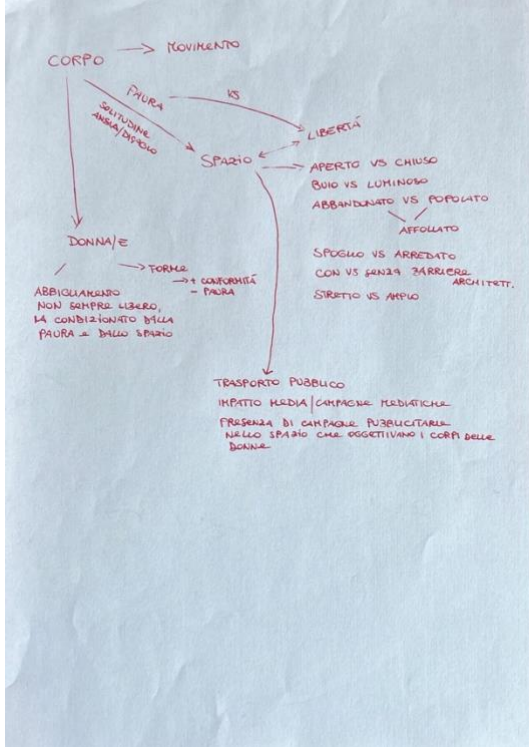 CORPO
MOVIMENTO
PAURA
VS
LIBERTÁ
SOLITUDINE
ANSIA/DISAGIO
SPAZIO
APERTO VS CHIUSO
BUIO VS LUMINOSO
ABBANDONATO VS POPOLATO
AFFOLLATO
SPOGLIO VS ARREDATO
CON VS SENZA BARRIERE
ARCHITETT.
STRETTO VS AMPIO
DONNA/E
FORME
+ CONFORMITÁ
- PAURA
ABBIGLIAMENTO
NON SEMPRE LIBERO,
MA CONDIZIONATO DALLA
PAURA E DALLO SPAZIO
TRASPORTO PUBBLICO
IMPATTO MEDIA/CAMPAGNE MEDIATICHE
PRESENZA DI CAMPAGNE PUBBLICITARIE
NELLO SPAZIO CHE OGGETTIVANO I CORPI DELLE
DONNE